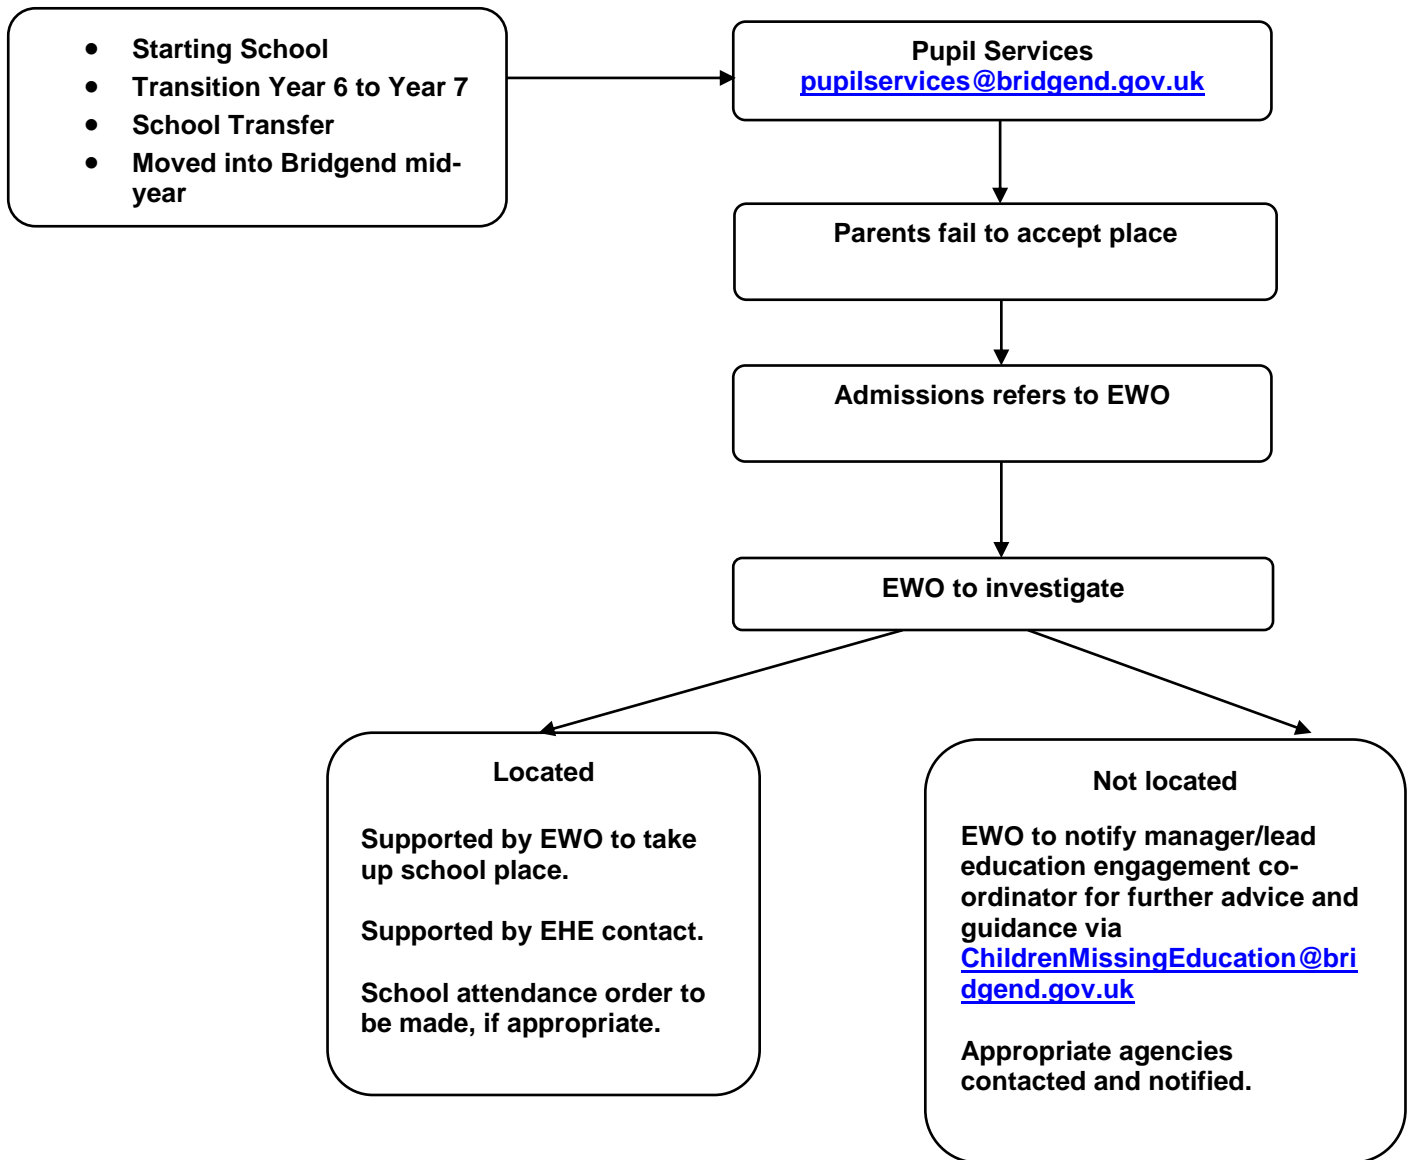 • Starting School
• Transition Year 6 to Year 7
• School Transfer
• Moved into Bridgend mid-
year
Pupil Services
pupilservices@bridgend.gov.uk
Parents fail to accept place
Admissions refers to EWO
EWO to investigate
Located
Supported by EWO to take
up school place.
Supported by EHE contact.
School attendance order to
be made, if appropriate.
Not located
EWO to notify manager/lead
education engagement co-
ordinator for further advice and
guidance via
ChildrenMissingEducation@bri
dgend.gov.uk
Appropriate agencies
contacted and notified.